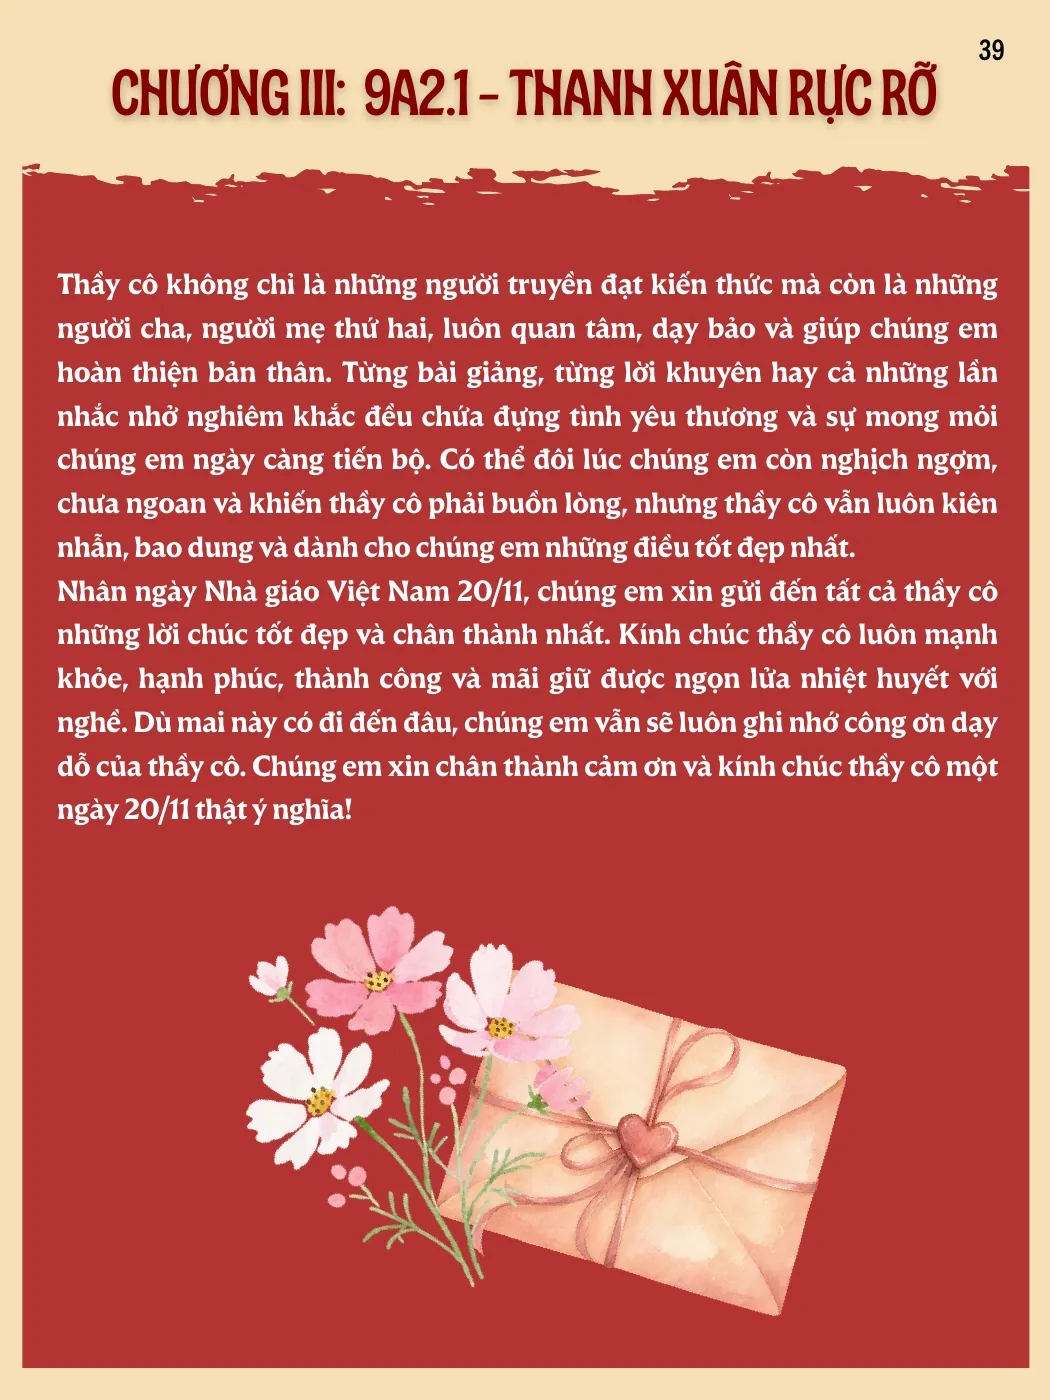 39
CHƯƠNG III: 9A2.1 - THANH XUÂN RỰC RỠ
Thầy cô không chỉ là những người truyền đạt kiến thức mà còn là những
người cha, người mẹ thứ hai, luôn quan tâm, dạy bảo và giúp chúng em
hoàn thiện bản thân. Từng bài giảng, từng lời khuyên hay cả những lần
nhắc nhở nghiêm khắc đều chứa đựng tình yêu thương và sự mong mỏi
chúng em ngày càng tiến bộ. Có thể đôi lúc chúng em còn nghịch ngợm,
chưa ngoan và khiến thầy cô phải buồn lòng, nhưng thầy cô vẫn luôn kiên
nhẫn, bao dung và dành cho chúng em những điều tốt đẹp nhất.
Nhân ngày Nhà giáo Việt Nam 20/11, chúng em xin gửi đến tất cả thầy cô
những lời chúc tốt đẹp và chân thành nhất. Kính chúc thầy cô luôn mạnh
khỏe, hạnh phúc, thành công và mãi giữ được ngọn lửa nhiệt huyết với
nghề. Dù mai này có đi đến đâu, chúng em vẫn sẽ luôn ghi nhớ công ơn dạy
dỗ của thầy cô. Chúng em xin chân thành cảm ơn và kính chúc thầy cô một
ngày 20/11 thật ý nghĩa!